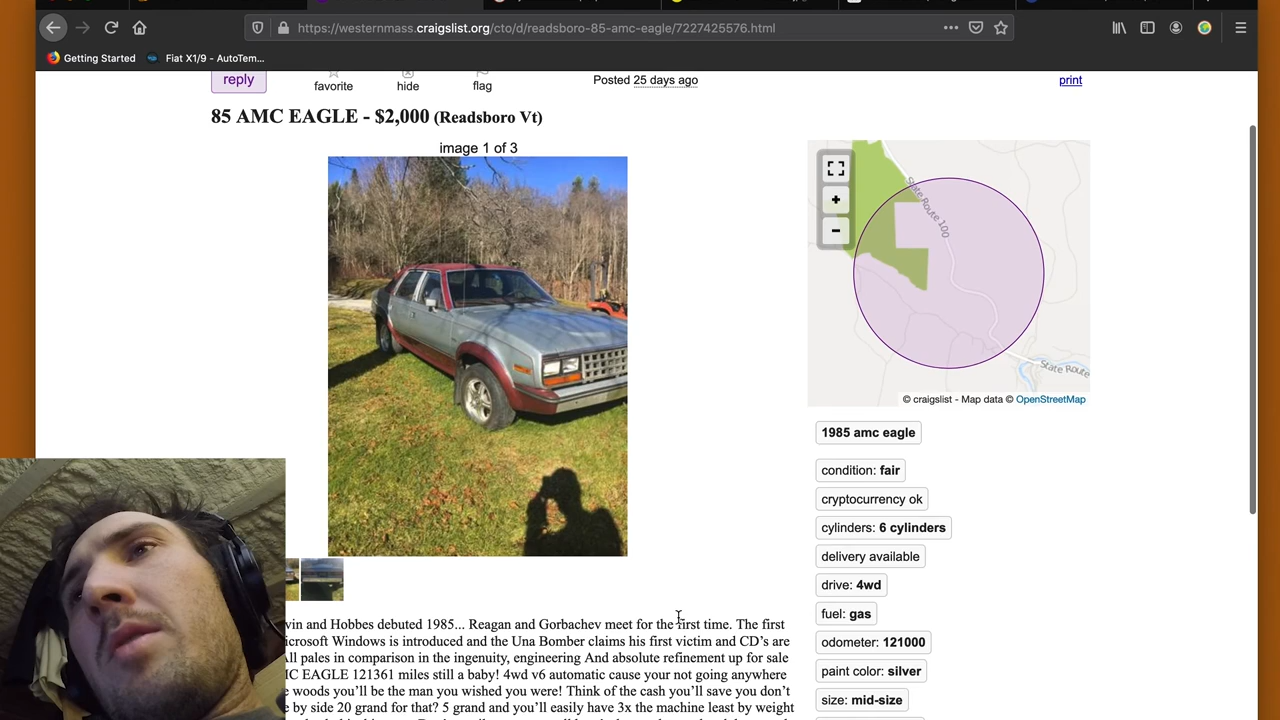 https://westernmass.craigslist.org/cto/d/readsboro-85-amc-eagle/7227425576.html
Getting Started
Fiat X1/9 - AutoTem...
reply
favorite
hide
flag
Posted 25 days ago
print
85 AMC EAGLE - $2,000 (Readsboro Vt)
image 1 of 3
+
-
State Route 100
State Route
© craigslist - Map data © OpenStreetMap
1985 amc eagle
condition: fair
cryptocurrency ok
cylinders: 6 cylinders
delivery available
drive: 4wd
fuel: gas
odometer: 121000
paint color: silver
size: mid-size
vin and Hobbes debuted 1985... Reagan and Gorbachev meet for the first time. The first
icrosoft Windows is introduced and the Una Bomber claims his first victim and CD's are
ll pales in comparison in the ingenuity, engineering And absolute refinement up for sale
MC EAGLE 121361 miles still a baby! 4wd v6 automatic cause your not going anywhere
e woods you'll be the man you wished you were! Think of the cash you'll save you don't
e by side 20 grand for that? 5 grand and you'll easily have 3x the machine least by weight